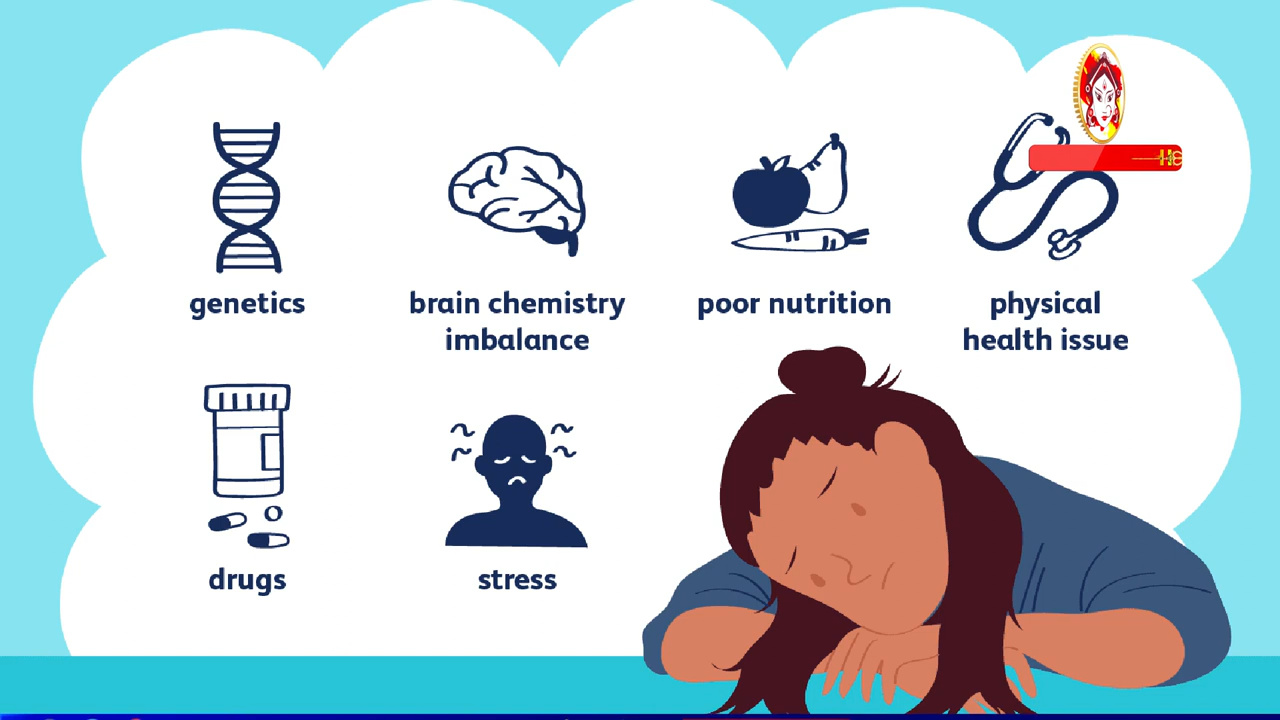 genetics
brain chemistry
imbalance
poor nutrition
physical
health issue
drugs
stress